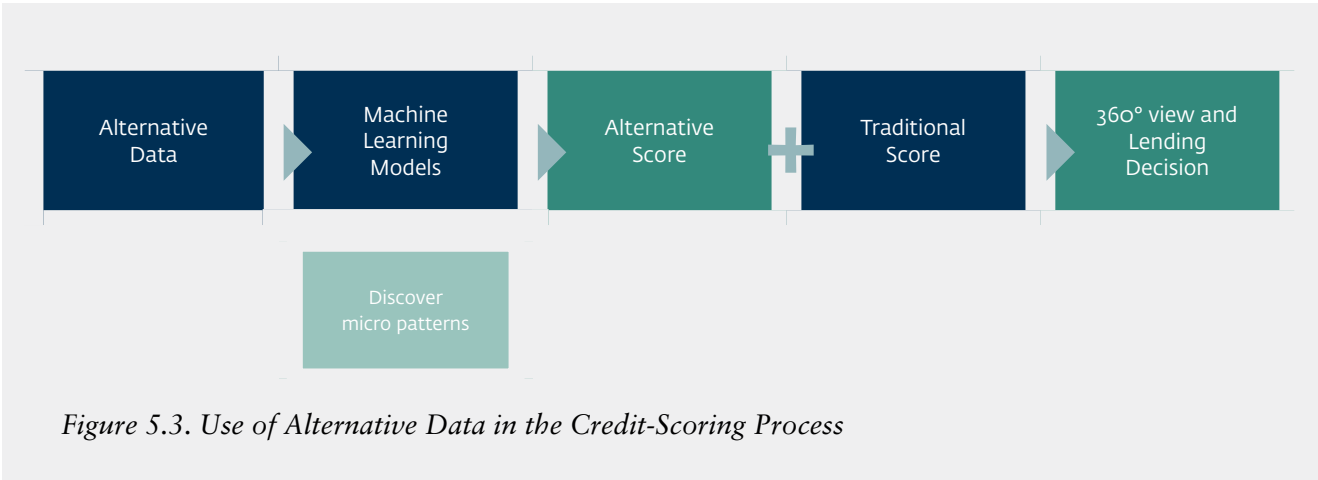 Alternative
Data
Machine
Learning
Models
Alternative
Score
Traditional
Score
360° view and
Lending
Decision
Discover
micro patterns
Figure 5.3. Use of Alternative Data in the Credit-Scoring Process